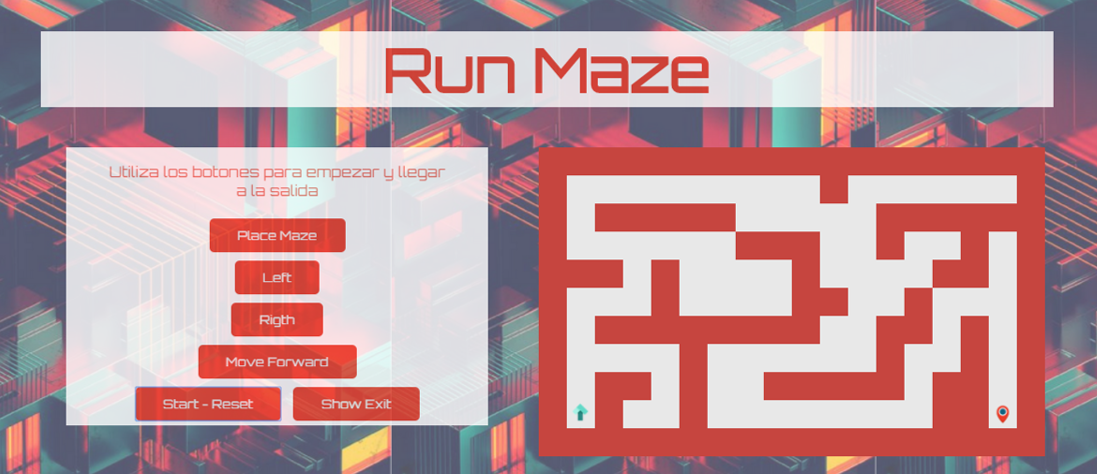 Run Maze
Utiliza los botones para empezar y llegar
a la salida
Place Maze
Left
Rigth
Move Forward
Start - Reset
Show Exit